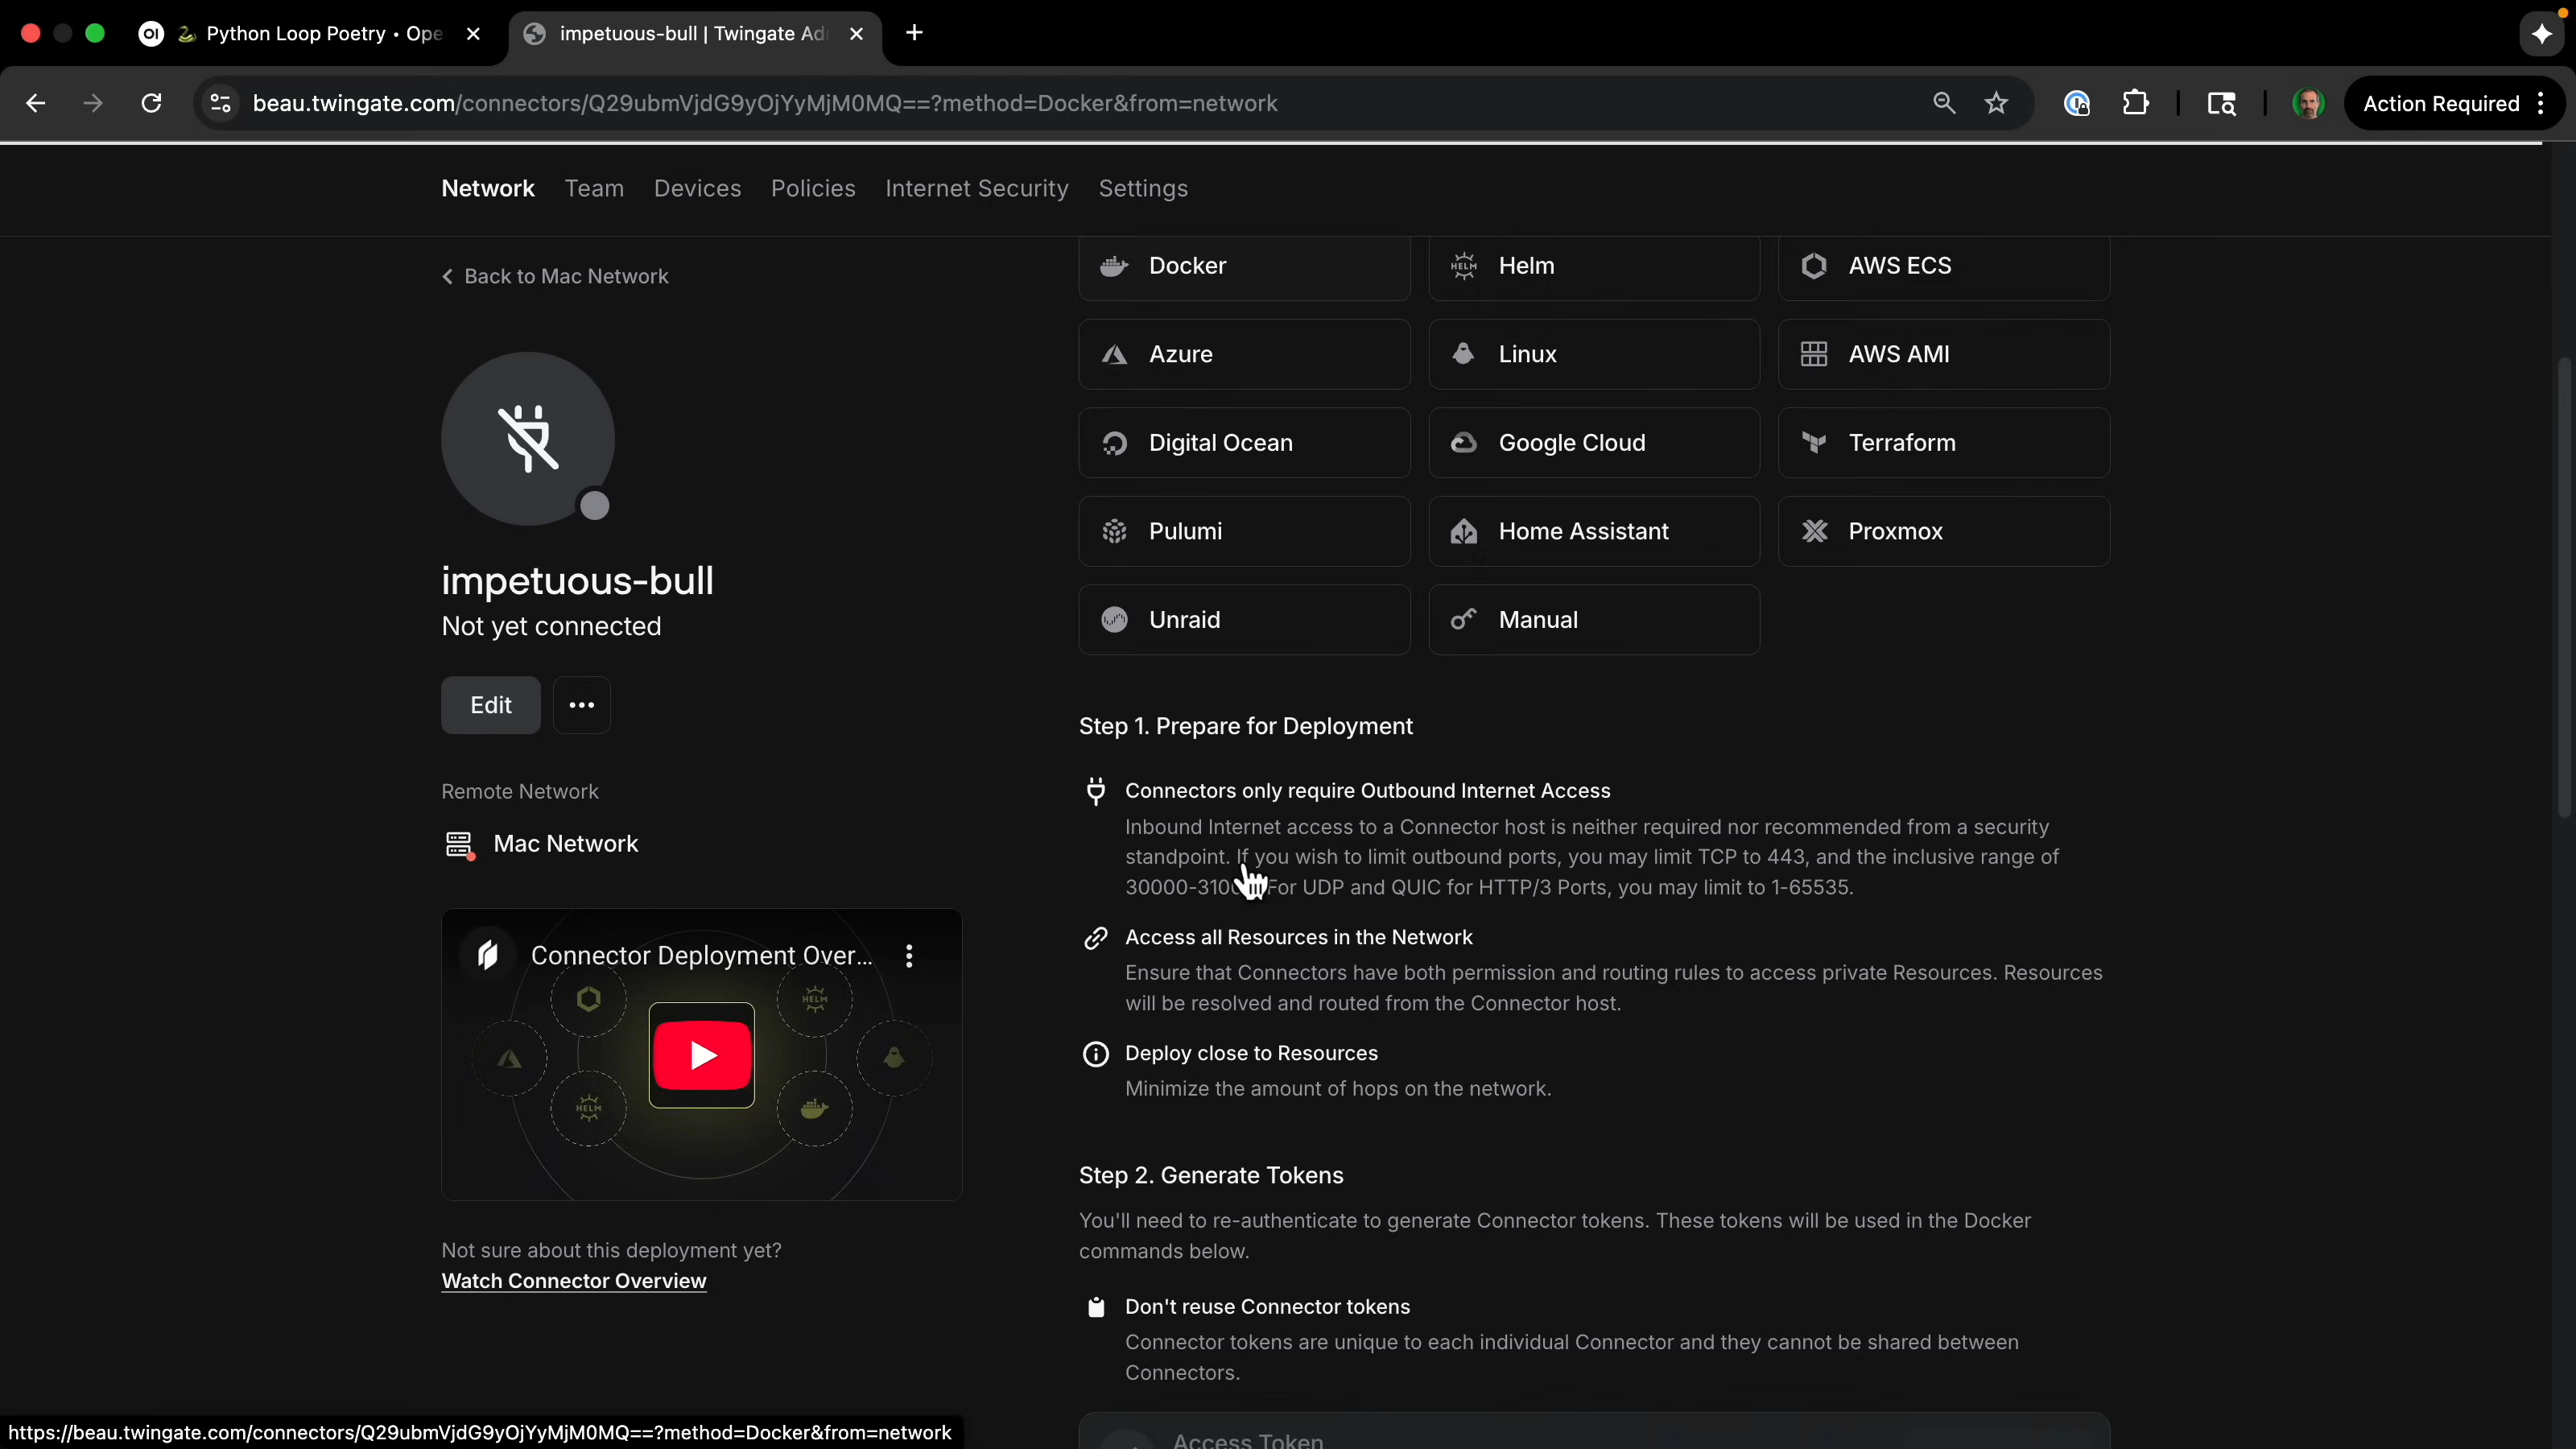 Python Loop Poetry • Ope
impetuous-bull | Twingate Ad
beau.twingate.com/connectors/Q29ubmVjdG9yOjYyMjM0MQ==?method=Docker&from=network
Action Required
Network Team Devices Policies Internet Security Settings
Back to Mac Network
impetuous-bull
Not yet connected
Edit
Remote Network
Mac Network
Connector Deployment Over...
HELM
HELM
Not sure about this deployment yet?
Watch Connector Overview
Docker
HELM Helm
AWS ECS
Azure
Linux
AWS AMI
Digital Ocean
Google Cloud
Terraform
Pulumi
Home Assistant
Proxmox
Unraid
Manual
Step 1. Prepare for Deployment
Connectors only require Outbound Internet Access
Inbound Internet access to a Connector host is neither required nor recommended from a security
standpoint. If you wish to limit outbound ports, you may limit TCP to 443, and the inclusive range of
For UDP and QUIC for HTTP/3 Ports, you may limit to 1-65535.
Access all Resources in the Network
Ensure that Connectors have both permission and routing rules to access private Resources. Resources
will be resolved and routed from the Connector host.
Deploy close to Resources
Minimize the amount of hops on the network.
Step 2. Generate Tokens
You'll need to re-authenticate to generate Connector tokens. These tokens will be used in the Docker
commands below.
Don't reuse Connector tokens
Connector tokens are unique to each individual Connector and they cannot be shared between
Connectors.
Access Token
https://beau.twingate.com/connectors/Q29ubmVjdG9yOjYyMjM0MQ==?method=Docker&from=network